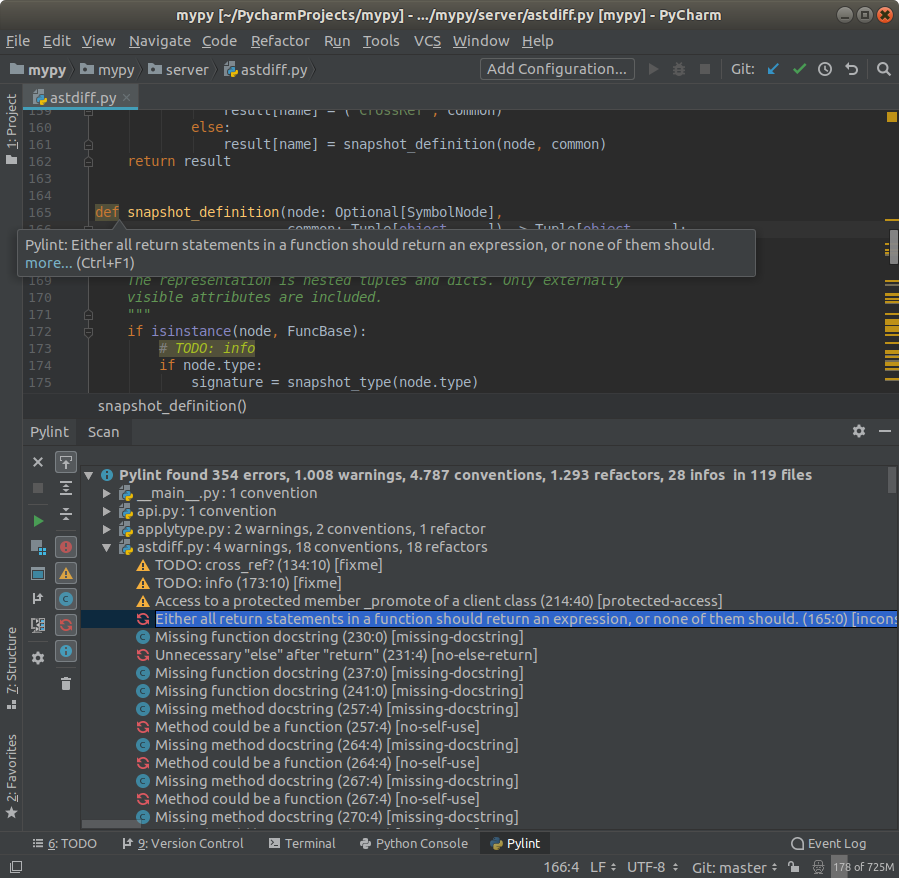 mypy [~/PycharmProjects/mypy] - .../mypy/server/astdiff.py [mypy] - PyCharm
File Edit View Navigate Code Refactor Run Tools VCS Window Help
mypy mypy server astdiff.py Add Configuration... Git:
1: Project
astdiff.py
159 result[name] = ('CrossRef', common)
160 else:
161 result[name] = snapshot_definition(node, common)
162 return result
163
164
165 def snapshot_definition(node: Optional[SymbolNode],
Pylint: Either all return statements in a function should return an expression, or none of them should.
more... (Ctrl+F1)
169 The representation is nested tuples and dicts. Only externally
170 visible attributes are included.
171 """
172 if isinstance(node, FuncBase):
173 # TODO: info
174 if node.type:
175 signature = snapshot_type(node.type)
snapshot_definition()
Pylint Scan
Pylint found 354 errors, 1.008 warnings, 4.787 conventions, 1.293 refactors, 28 infos in 119 files
__main__.py : 1 convention
api.py : 1 convention
applytype.py : 2 warnings, 2 conventions, 1 refactor
astdiff.py : 4 warnings, 18 conventions, 18 refactors
TODO: cross_ref? (134:10) [fixme]
TODO: info (173:10) [fixme]
Access to a protected member _promote of a client class (214:40) [protected-access]
Either all return statements in a function should return an expression, or none of them should. (165:0) [incons
Missing function docstring (230:0) [missing-docstring]
Unnecessary "else" after "return" (231:4) [no-else-return]
Missing function docstring (237:0) [missing-docstring]
Missing function docstring (241:0) [missing-docstring]
Missing method docstring (257:4) [missing-docstring]
Method could be a function (257:4) [no-self-use]
Missing method docstring (264:4) [missing-docstring]
Method could be a function (264:4) [no-self-use]
Missing method docstring (267:4) [missing-docstring]
Method could be a function (267:4) [no-self-use]
Missing method docstring (270:4) [missing-docstring]
7: Structure
2: Favorites
6: TODO 9: Version Control Terminal Python Console Pylint Event Log
166:4 LF UTF-8 Git: master 178 of 725M